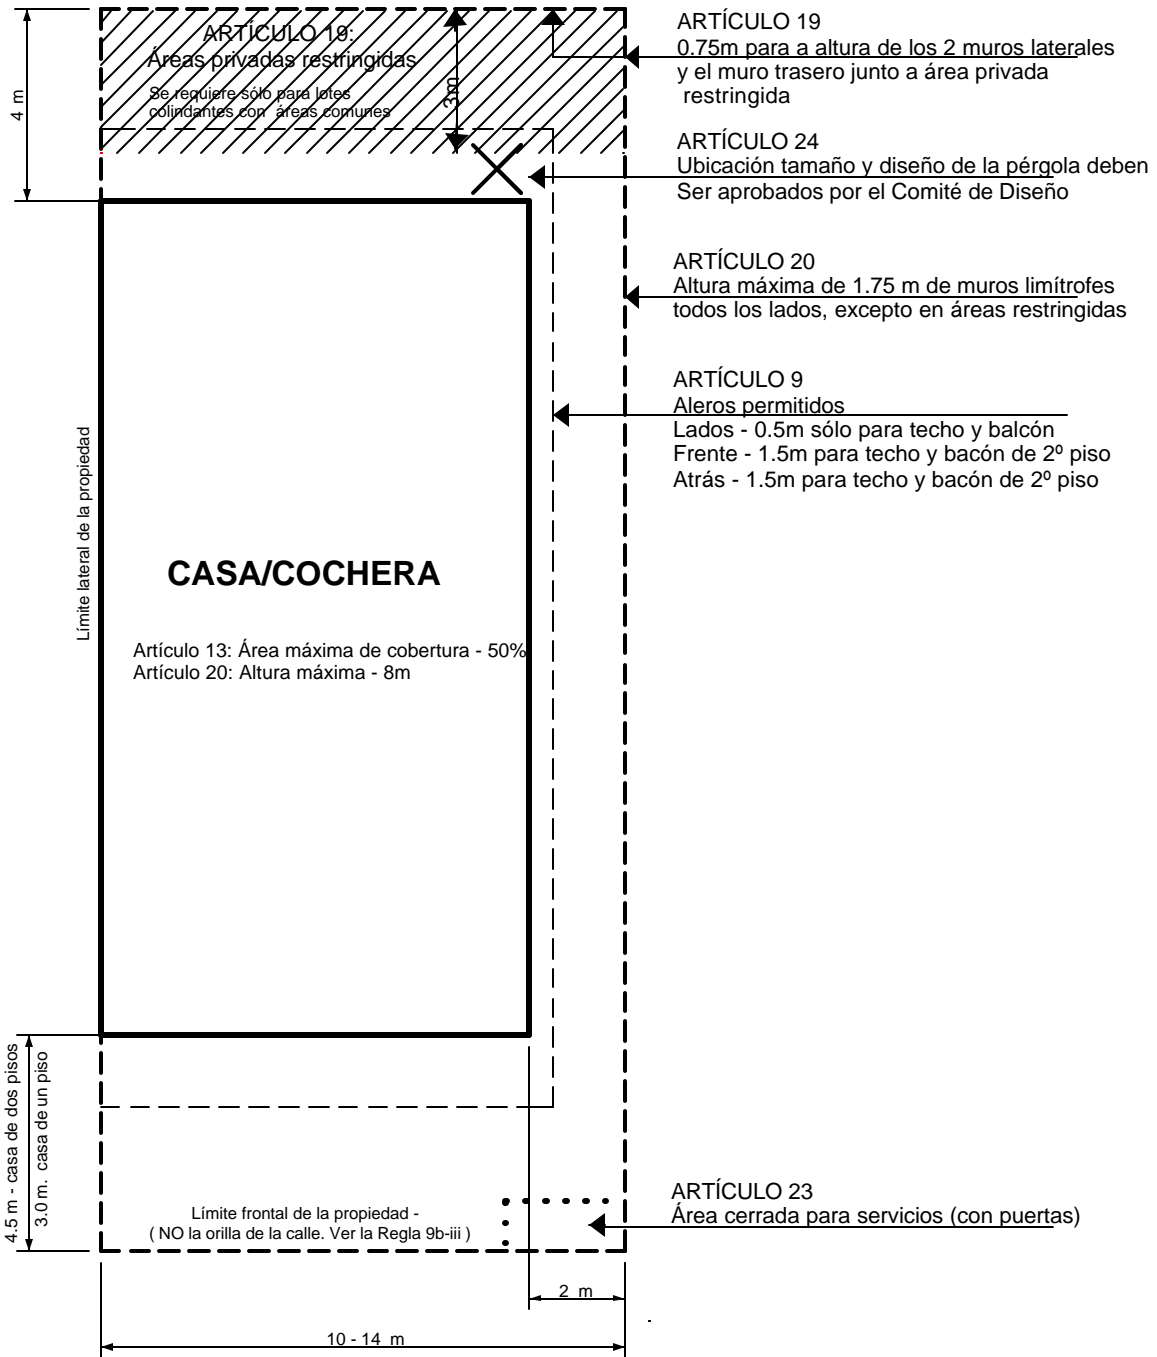 ARTÍCULO 19:
Áreas privadas restringidas
Se requiere sólo para lotes
colindantes con áreas comunes
4 m
3m
ARTÍCULO 19
0.75m para a altura de los 2 muros laterales
y el muro trasero junto a área privada
restringida
ARTÍCULO 24
Ubicación tamaño y diseño de la pérgola deben
Ser aprobados por el Comité de Diseño
ARTÍCULO 20
Altura máxima de 1.75 m de muros limítrofes
todos los lados, excepto en áreas restringidas
ARTÍCULO 9
Aleros permitidos
Lados - 0.5m sólo para techo y balcón
Frente - 1.5m para techo y bacón de 2º piso
Atrás - 1.5m para techo y bacón de 2º piso
Límite lateral de la propiedad
CASA/COCHERA
Artículo 13: Área máxima de cobertura - 50%
Artículo 20: Altura máxima - 8m
4.5 m - casa de dos pisos
3.0 m. casa de un piso
Límite frontal de la propiedad -
( NO la orilla de la calle. Ver la Regla 9b-iii )
ARTÍCULO 23
Área cerrada para servicios (con puertas)
2 m
10 - 14 m